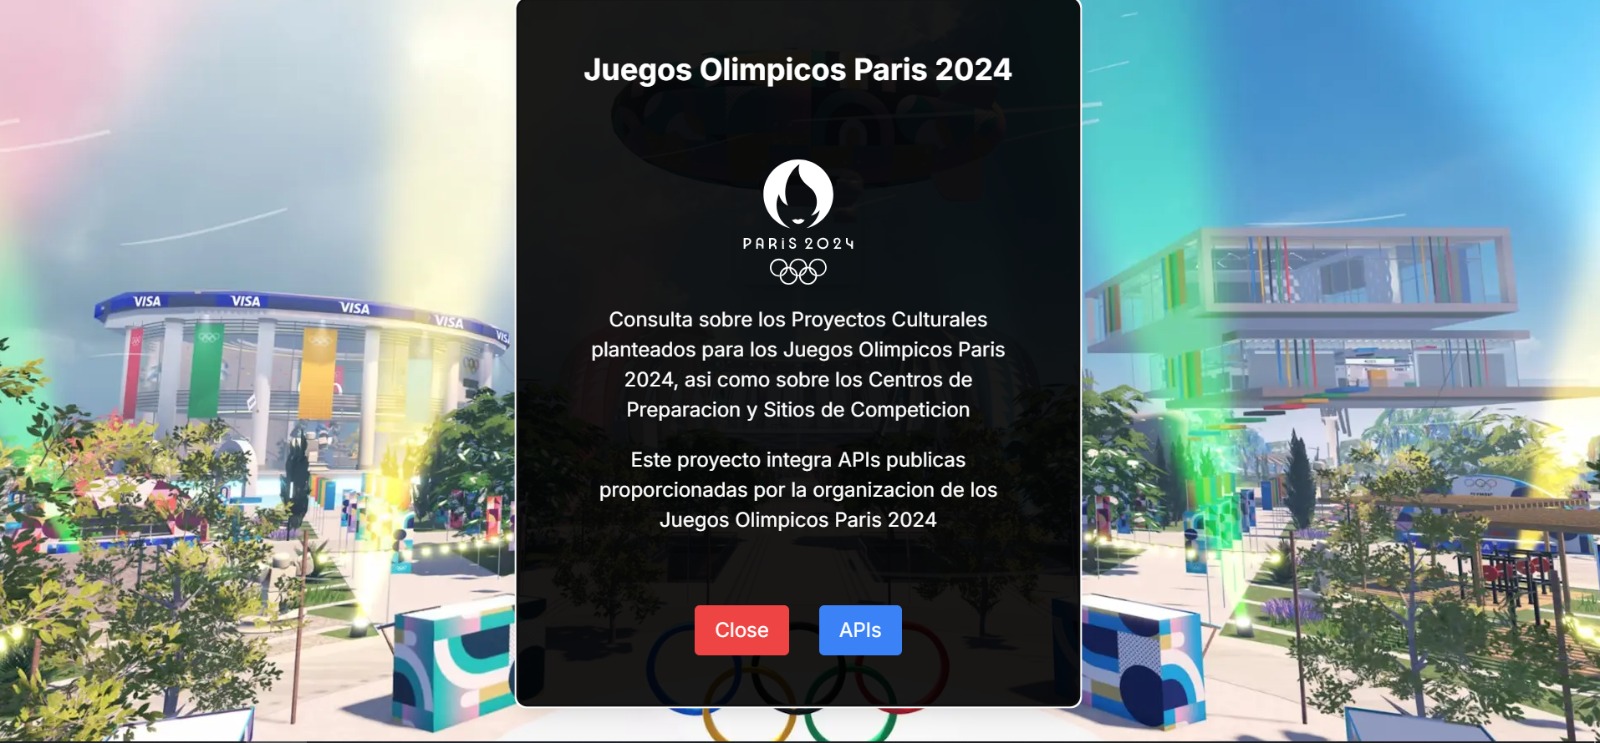 Juegos Olimpicos Paris 2024
PARIS 2024
Consulta sobre los Proyectos Culturales
planteados para los Juegos Olimpicos Paris
2024, asi como sobre los Centros de
Preparacion y Sitios de Competicion
Este proyecto integra APIs publicas
proporcionadas por la organizacion de los
Juegos Olimpicos Paris 2024
Close
APIs
VISA
VISA
VISA
VISA
VISA